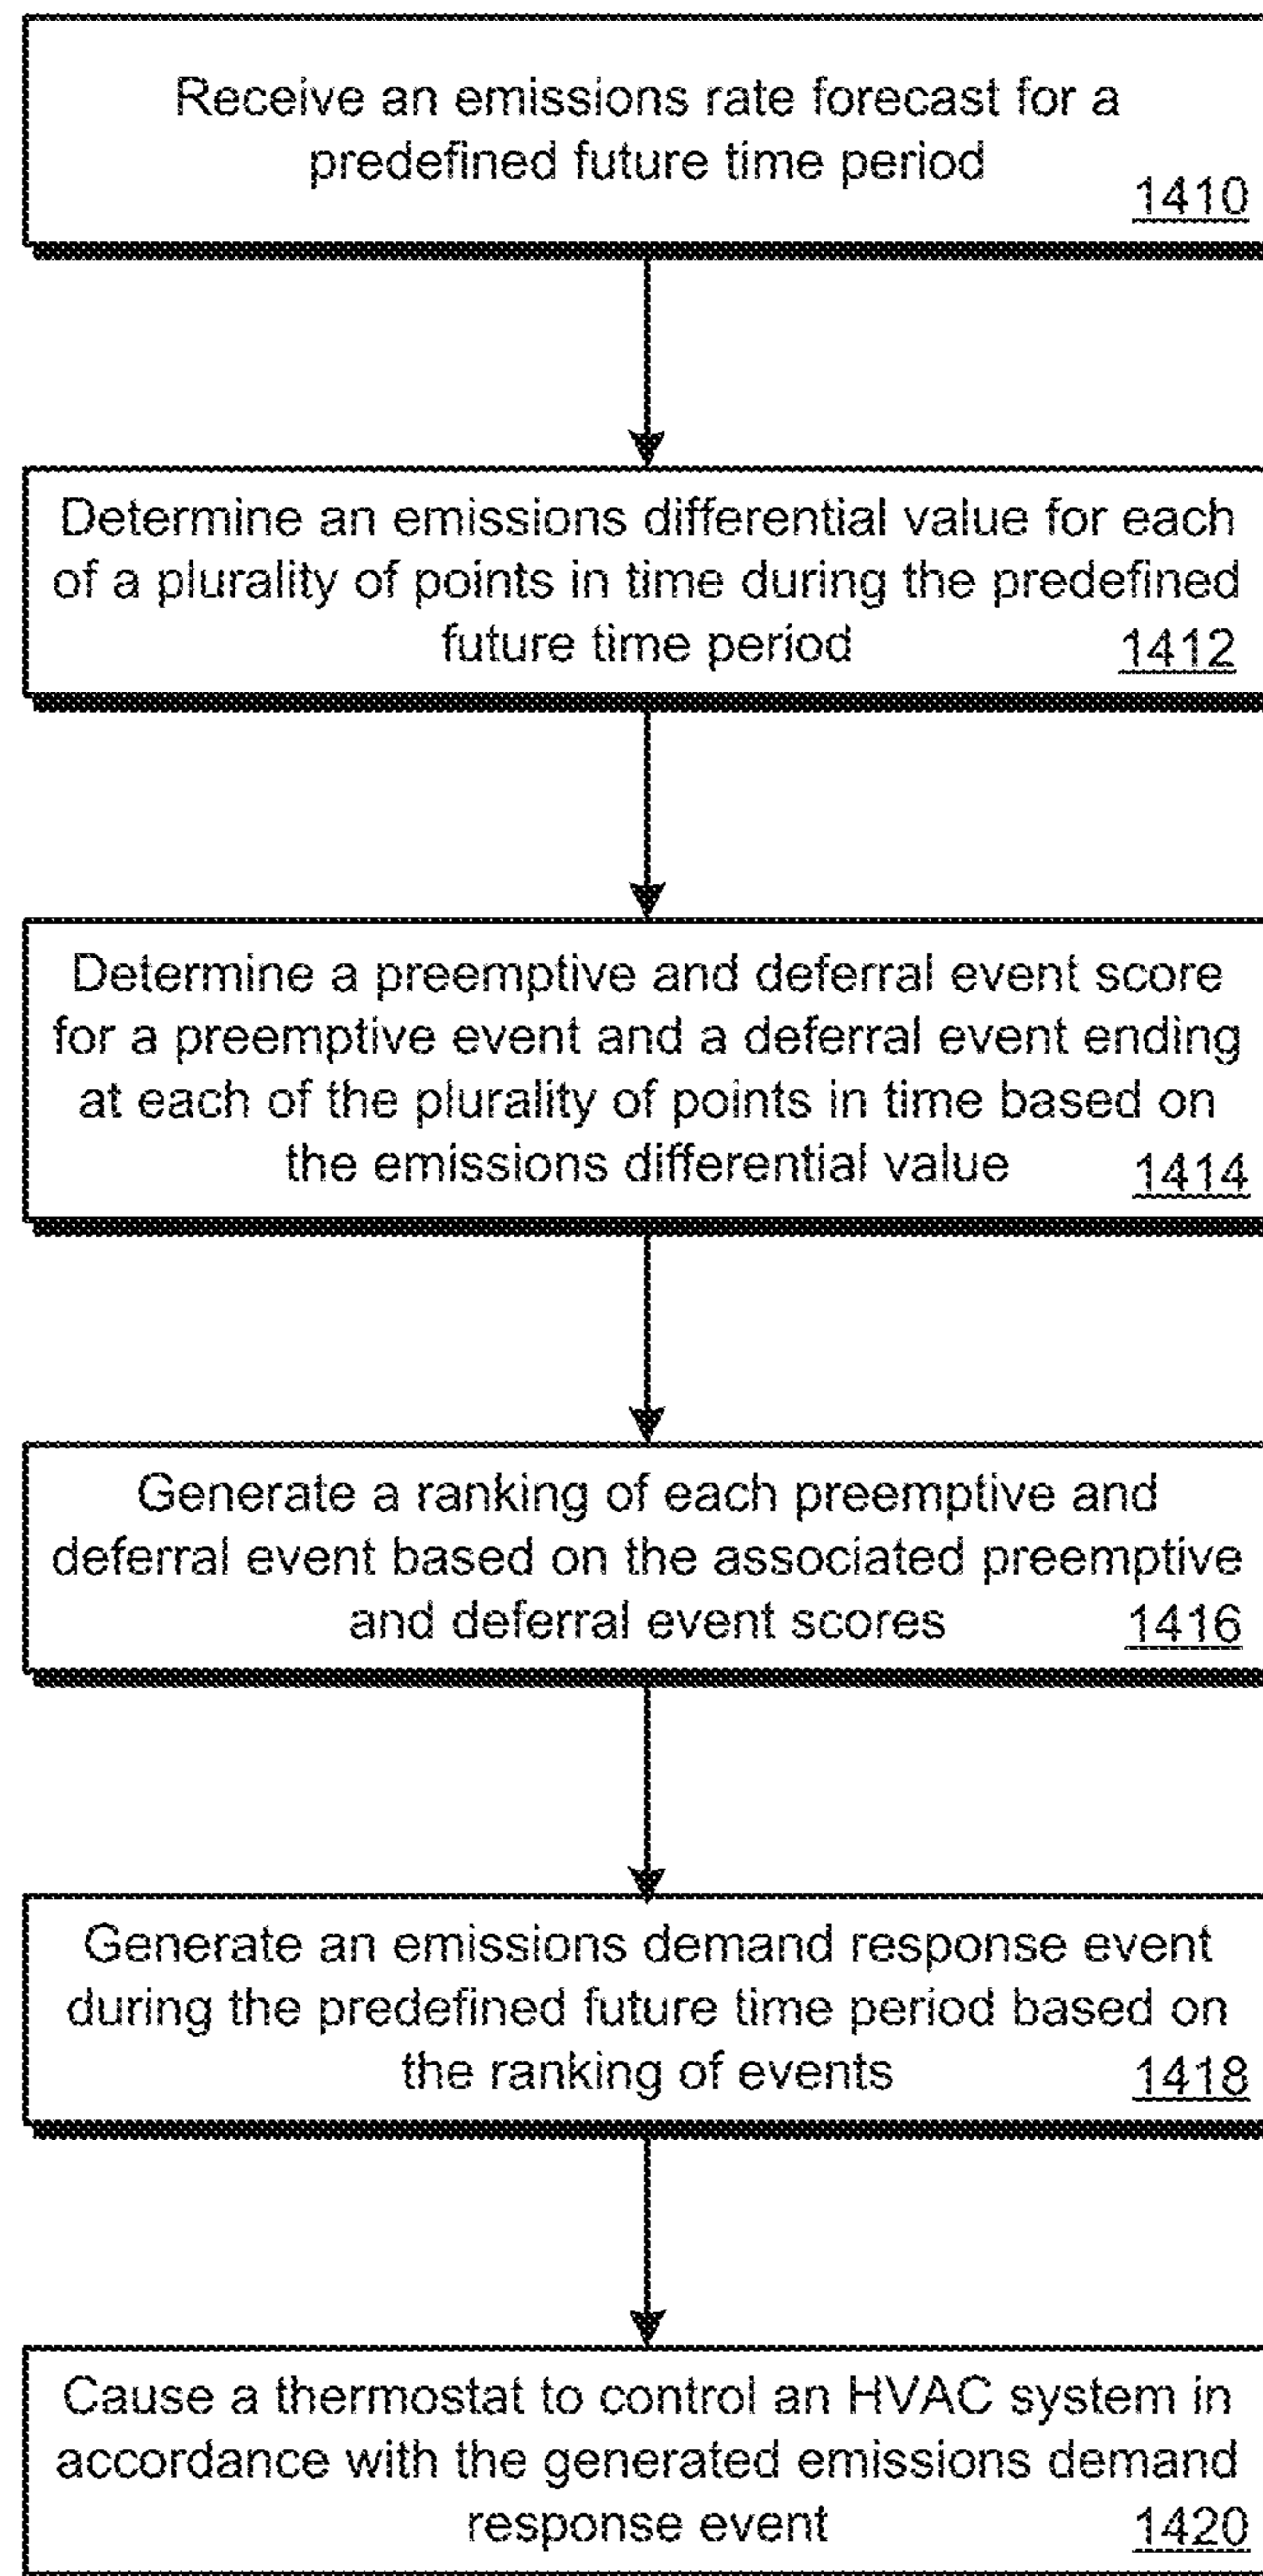 Receive an emissions rate forecast for a
predefined future time period
1410
Determine an emissions differential value for each
of a plurality of points in time during the predefined
future time period 1412
Determine a preemptive and deferral event score
for a preemptive event and a deferral event ending
at each of the plurality of points in time based on
the emissions differential value 1414
Generate a ranking of each preemptive and
deferral event based on the associated preemptive
and deferral event scores 1416
Generate an emissions demand response event
during the predefined future time period based on
the ranking of events 1418
Cause a thermostat to control an HVAC system in
accordance with the generated emissions demand
response event 1420